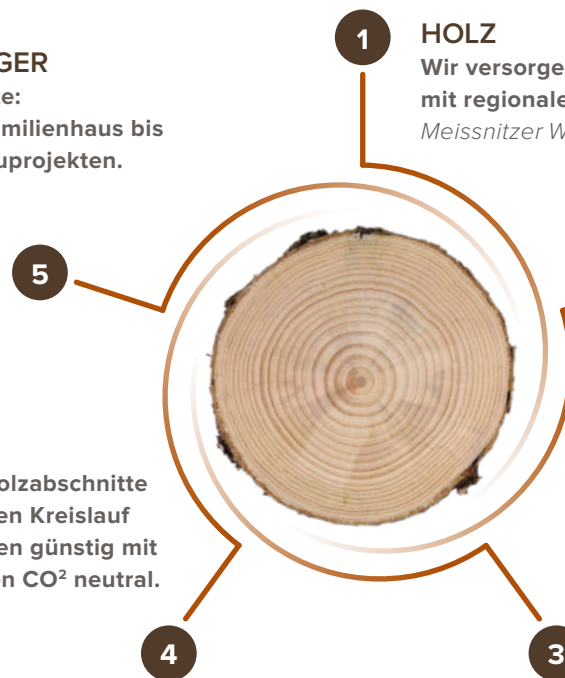 1
HOLZ
Wir versorge
mit regionale
Meissnitzer W
GER
te:
milienhaus bis
uprojekten.
5
olzabschnitte
en Kreislauf
en günstig mit
n CO² neutral.
4
3